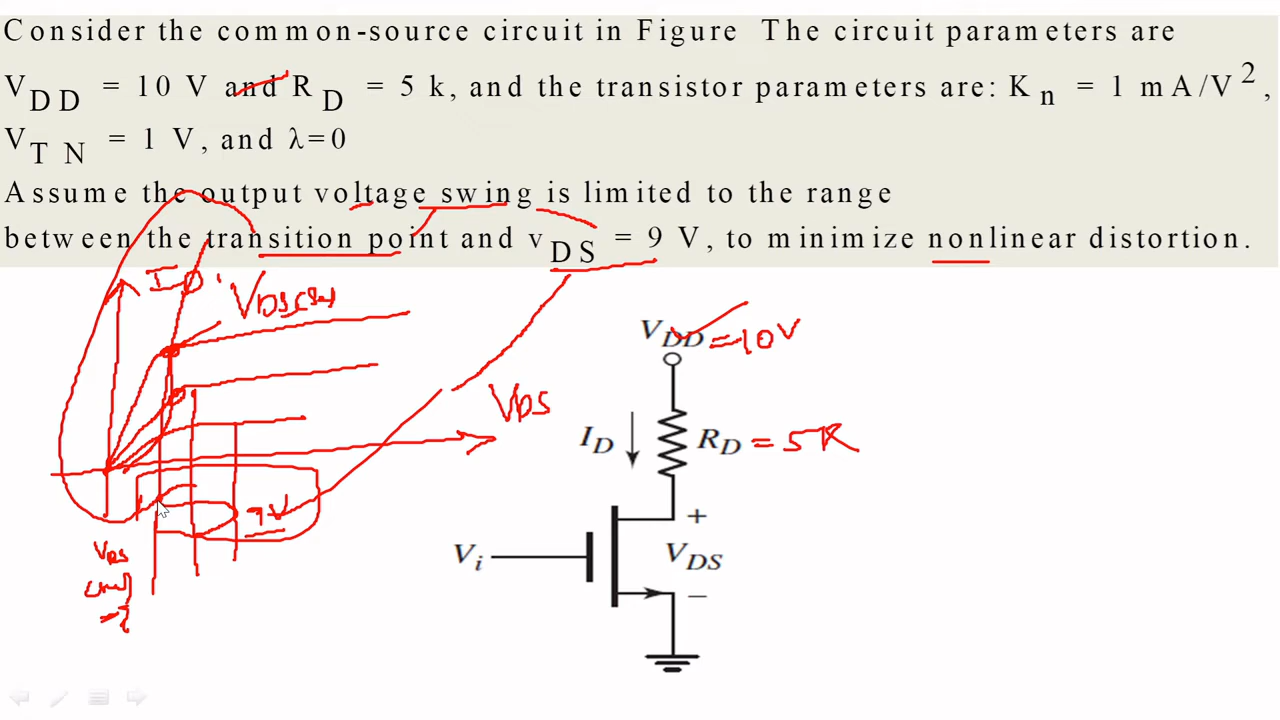 Consider the common-source circuit in Figure The circuit parameters are
VDD = 10 V and RD = 5 k, and the transistor parameters are: Kn = 1 mA/V2,
VTN = 1 V, and λ=0
Assume the output voltage swing is limited to the range
between the transition point and vDS = 9 V, to minimize nonlinear distortion.
ID
VDS(sat)
VDD = 10V
VDS
ID
RD = 5K
9V
+
Vi
VDS
VDS
−